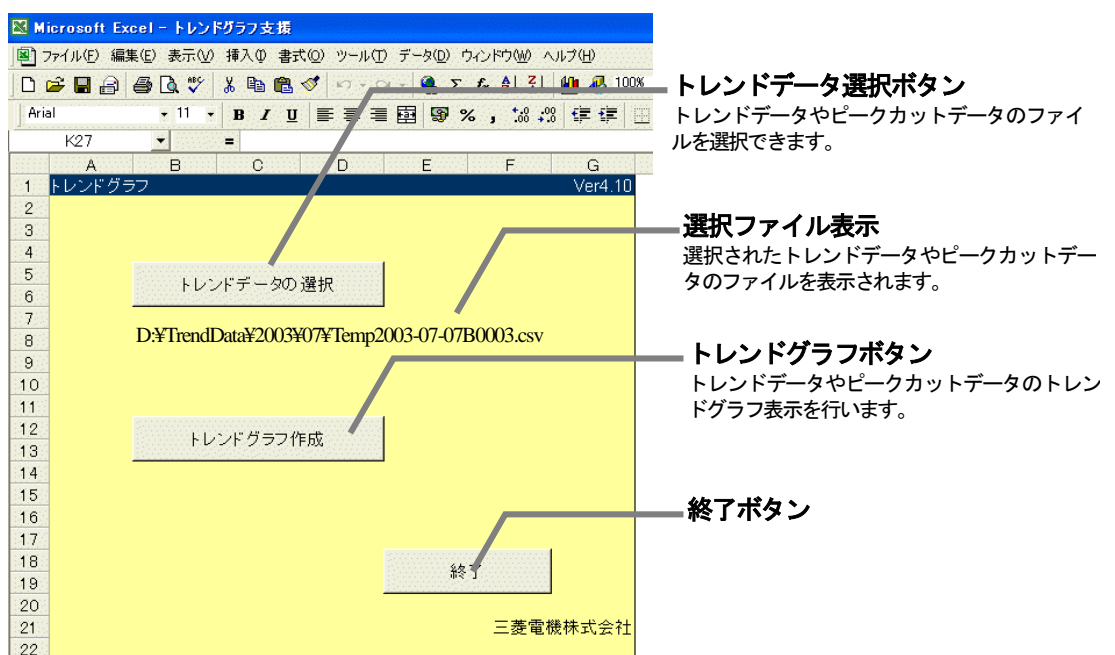 Microsoft Excel - トレンドグラフ支援
ファイル(F) 編集(E) 表示(V) 挿入(I) 書式(O) ツール(T) データ(D) ウィンドウ(W) ヘルプ(H)
100%
Arial 11 B I U % ,
K27 =
A B C D E F G
1 トレンドグラフ Ver4.10
2
3
4
5
トレンドデータの選択
6
7
8 D:¥TrendData¥2003¥07¥Temp2003-07-07B0003.csv
9
10
11
12
トレンドグラフ作成
13
14
15
16
17
18
終了
19
20
21 三菱電機株式会社
22
トレンドデータ選択ボタン
トレンドデータやピークカットデータのファイ
ルを選択できます。
選択ファイル表示
選択されたトレンドデータやピークカットデー
タのファイルを表示されます。
トレンドグラフボタン
トレンドデータやピークカットデータのトレン
ドグラフ表示を行います。
終了ボタン